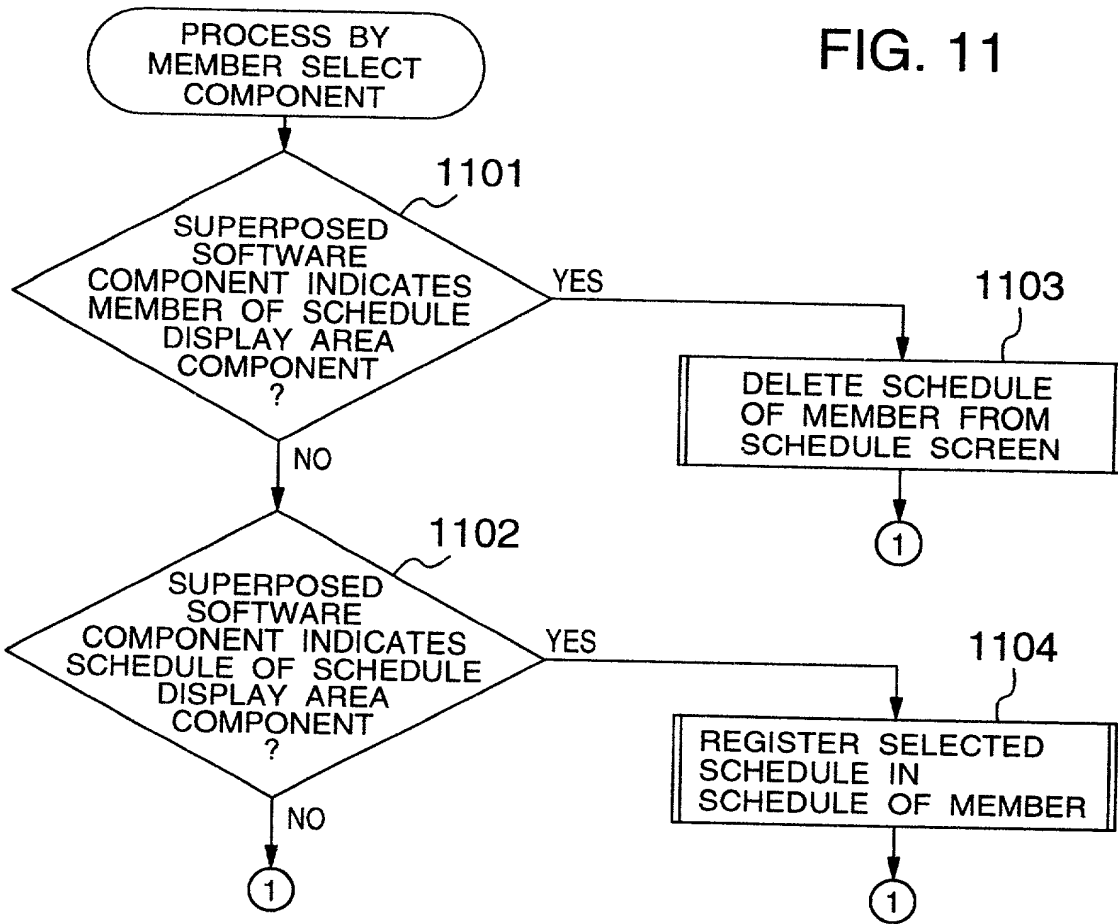 PROCESS BY
MEMBER SELECT
COMPONENT
FIG. 11
1101
SUPERPOSED
SOFTWARE
COMPONENT INDICATES
MEMBER OF SCHEDULE
DISPLAY AREA
COMPONENT
?
YES
NO
1103
DELETE SCHEDULE
OF MEMBER FROM
SCHEDULE SCREEN
1
1102
SUPERPOSED
SOFTWARE
COMPONENT INDICATES
SCHEDULE OF SCHEDULE
DISPLAY AREA
COMPONENT
?
YES
NO
1
1104
REGISTER SELECTED
SCHEDULE IN
SCHEDULE OF MEMBER
1